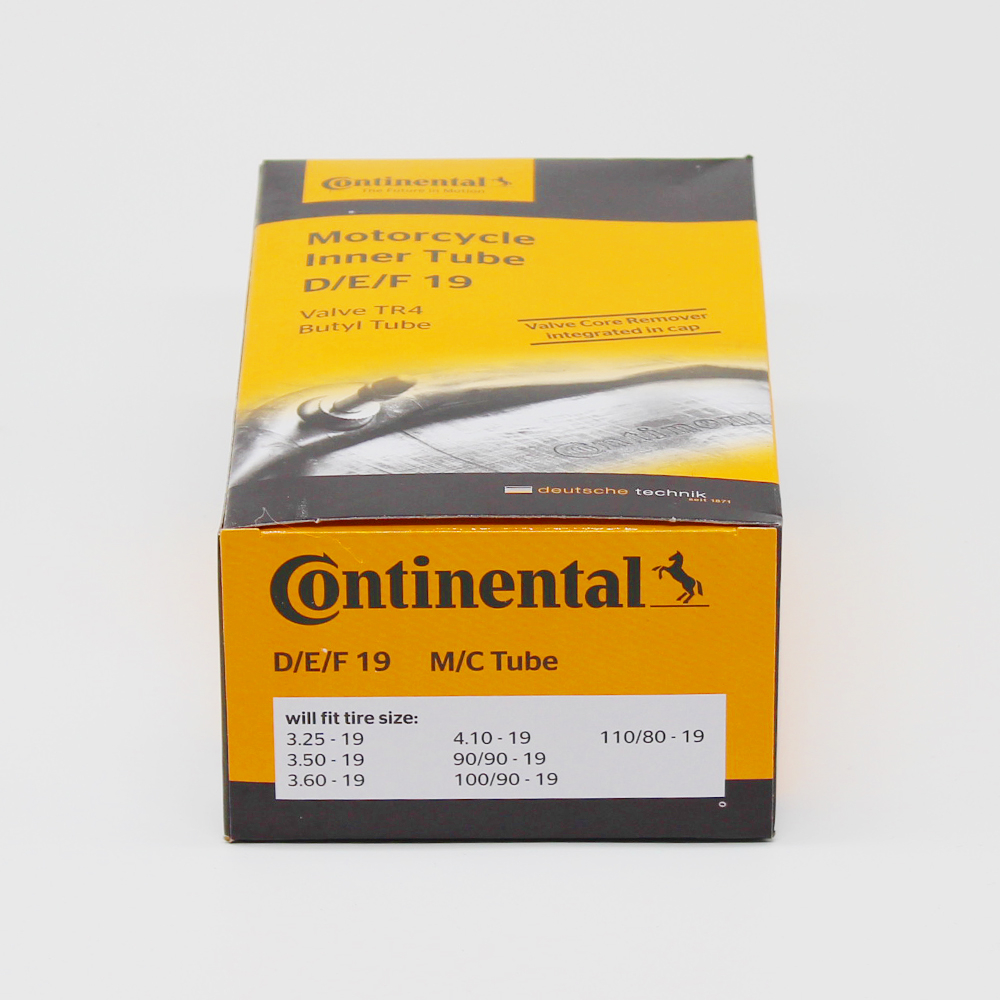 Continental
The Future in Motion
Motorcycle
Inner Tube
D/E/F 19
Valve TR4
Butyl Tube
Valve Core Remover
integrated in cap
Continent
deutsche technik
seit 1871
Continental
D/E/F 19 M/C Tube
will fit tire size:
3.25 - 19 4.10 - 19 110/80 - 19
3.50 - 19 90/90 - 19
3.60 - 19 100/90 - 19
0